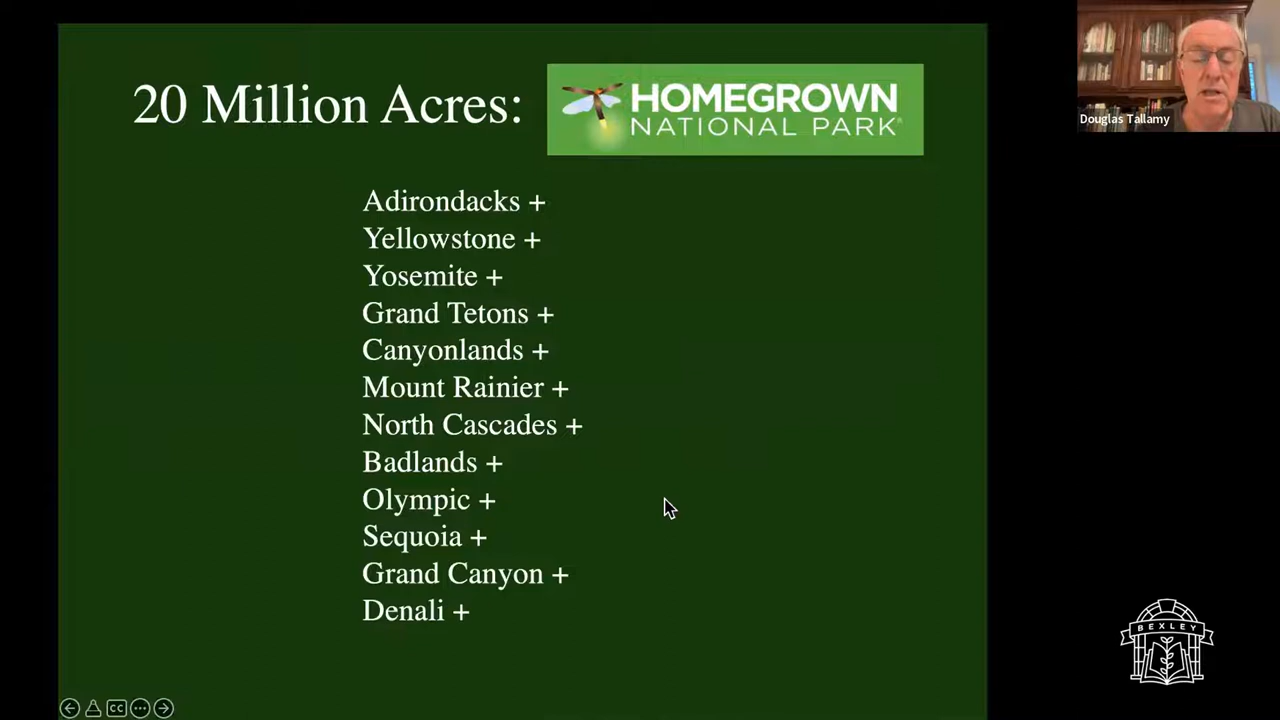 20 Million Acres:
HOMEGROWN
NATIONAL PARK®
Adirondacks +
Yellowstone +
Yosemite +
Grand Tetons +
Canyonlands +
Mount Rainier +
North Cascades +
Badlands +
Olympic +
Sequoia +
Grand Canyon +
Denali +
Douglas Tallamy
BEXLEY
CC